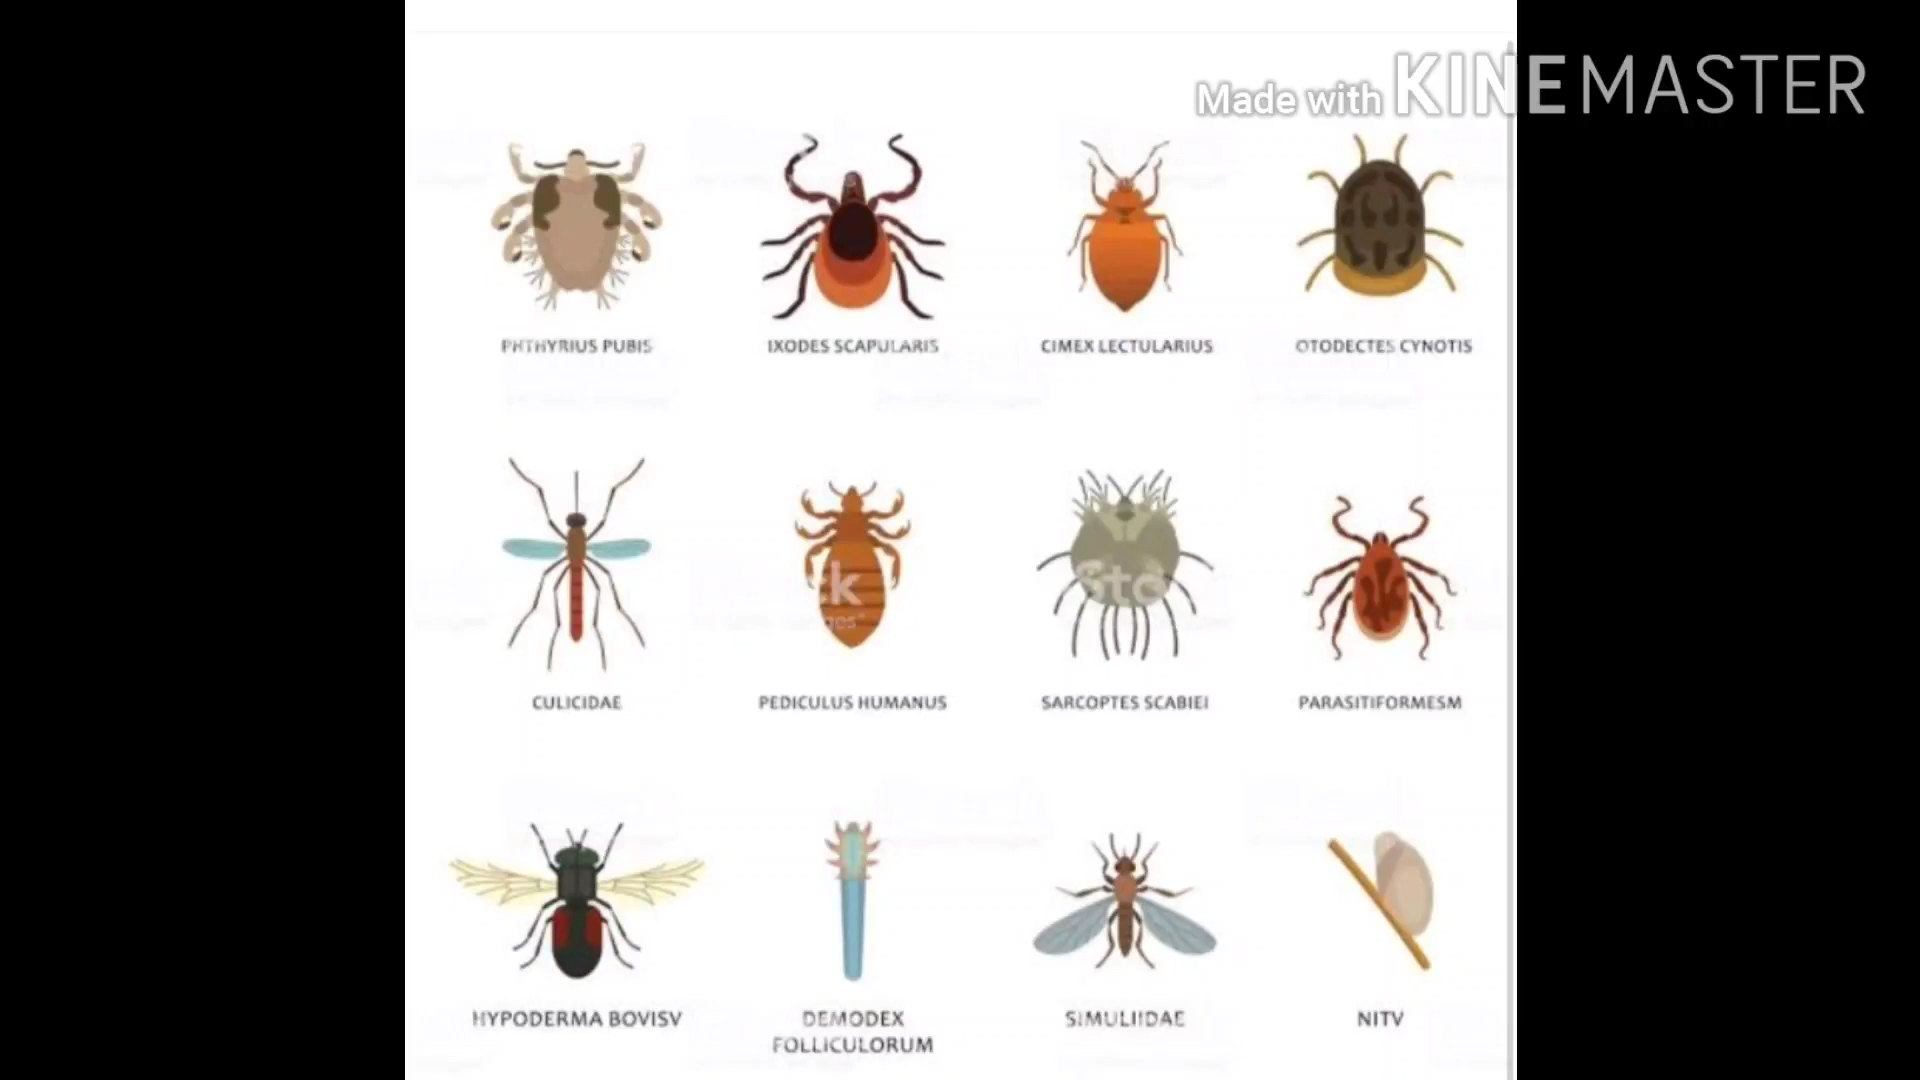 Made with KINEMASTER
PHTHYRIUS PUBIS
IXODES SCAPULARIS
CIMEX LECTULARIUS
OTODECTES CYNOTIS
CULICIDAE
PEDICULUS HUMANUS
SARCOPTES SCABIEI
PARASITIFORMESM
HYPODERMA BOVISV
DEMODEX
FOLLICULORUM
SIMULIIDAE
NITV